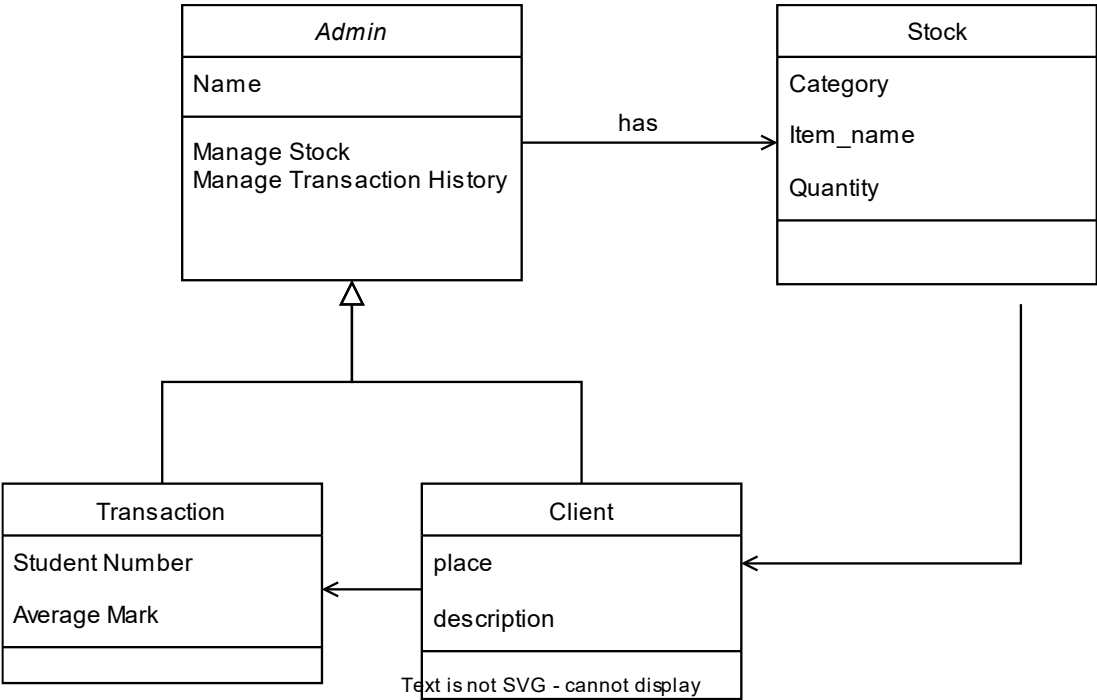 Admin
Name
Manage Stock
Manage Transaction History
has
Stock
Category
Item_name
Quantity
Transaction
Student Number
Average Mark
Client
place
description
Text is not SVG - cannot display